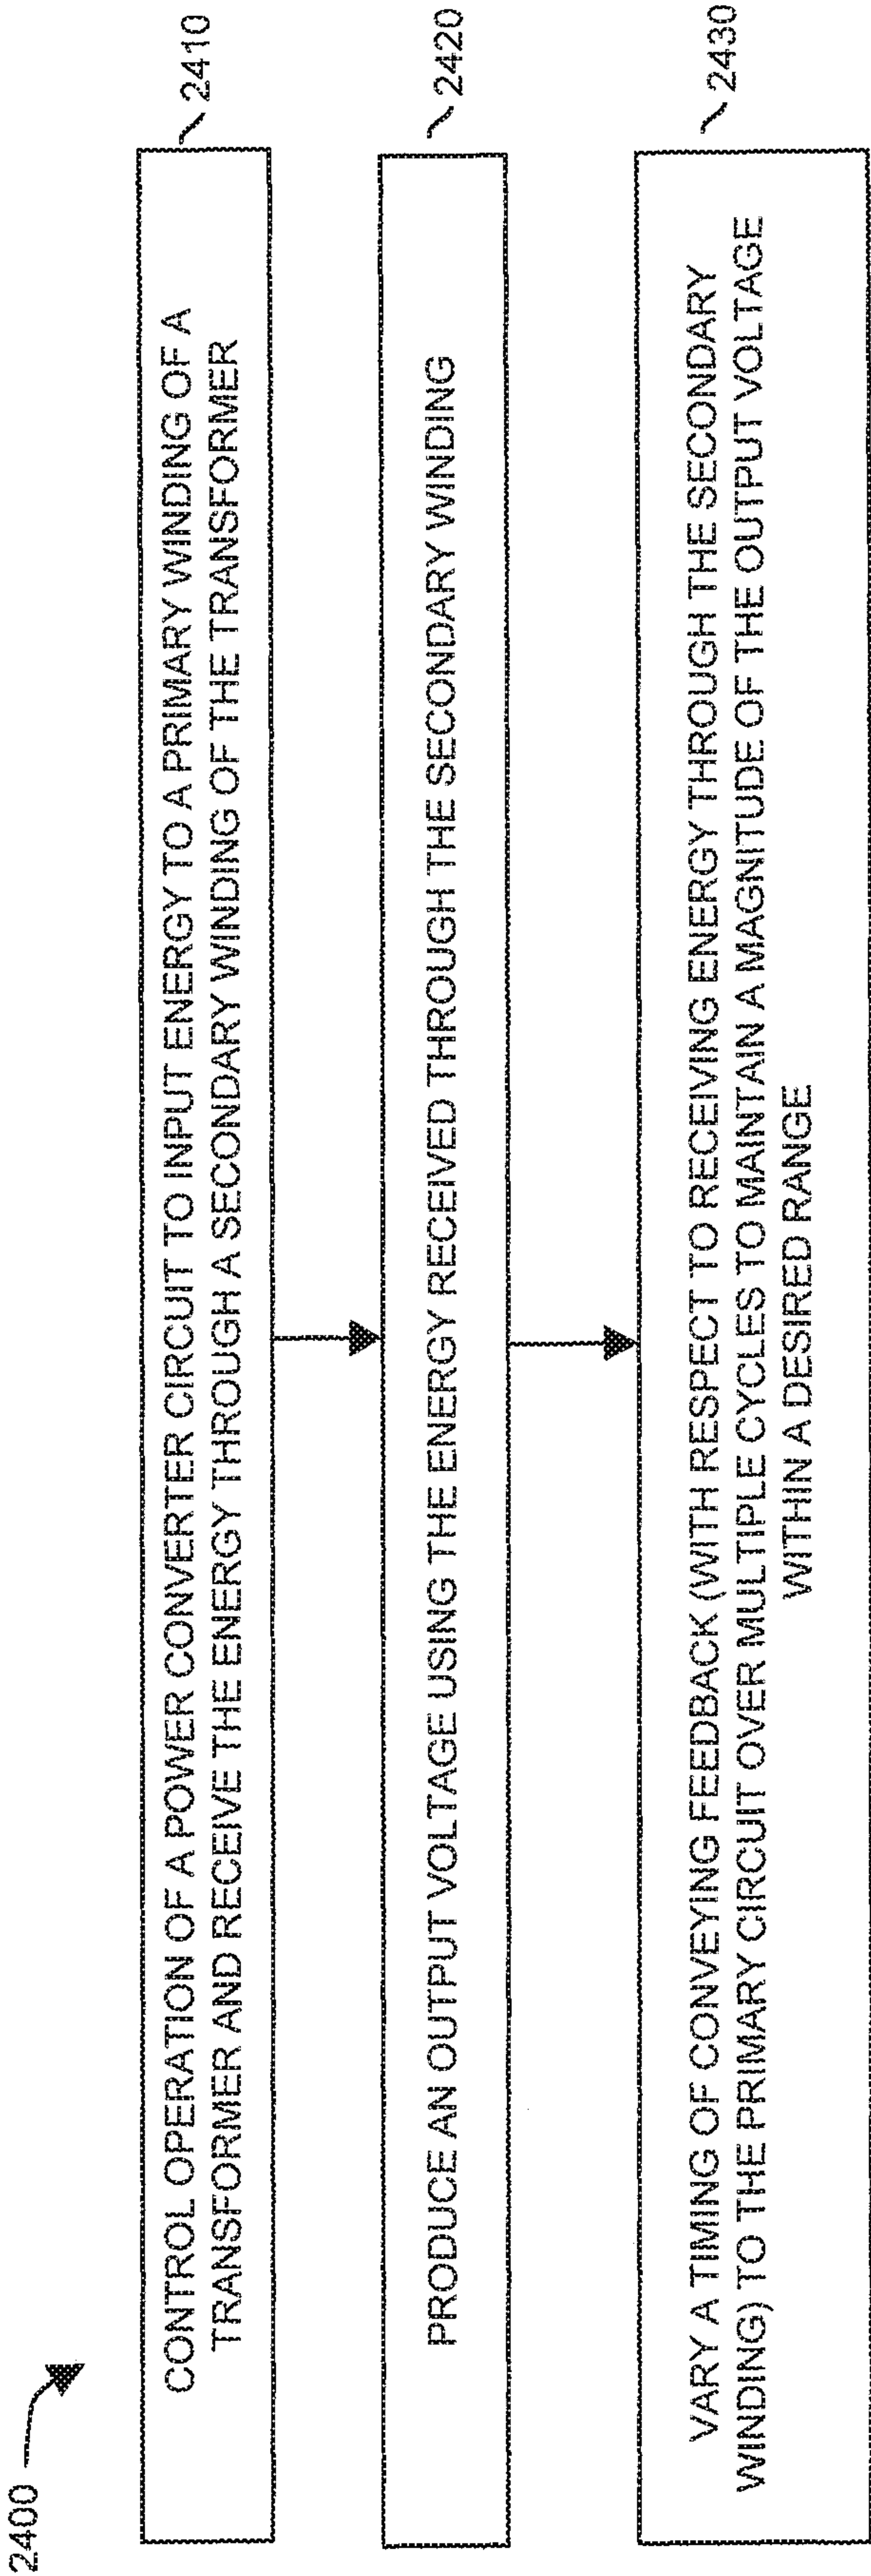 2400
CONTROL OPERATION OF A POWER CONVERTER CIRCUIT TO INPUT ENERGY TO A PRIMARY WINDING OF A
TRANSFORMER AND RECEIVE THE ENERGY THROUGH A SECONDARY WINDING OF THE TRANSFORMER
2410
PRODUCE AN OUTPUT VOLTAGE USING THE ENERGY RECEIVED THROUGH THE SECONDARY WINDING
2420
VARY A TIMING OF CONVEYING FEEDBACK (WITH RESPECT TO RECEIVING ENERGY THROUGH THE SECONDARY
WINDING) TO THE PRIMARY CIRCUIT OVER MULTIPLE CYCLES TO MAINTAIN A MAGNITUDE OF THE OUTPUT VOLTAGE
WITHIN A DESIRED RANGE
2430